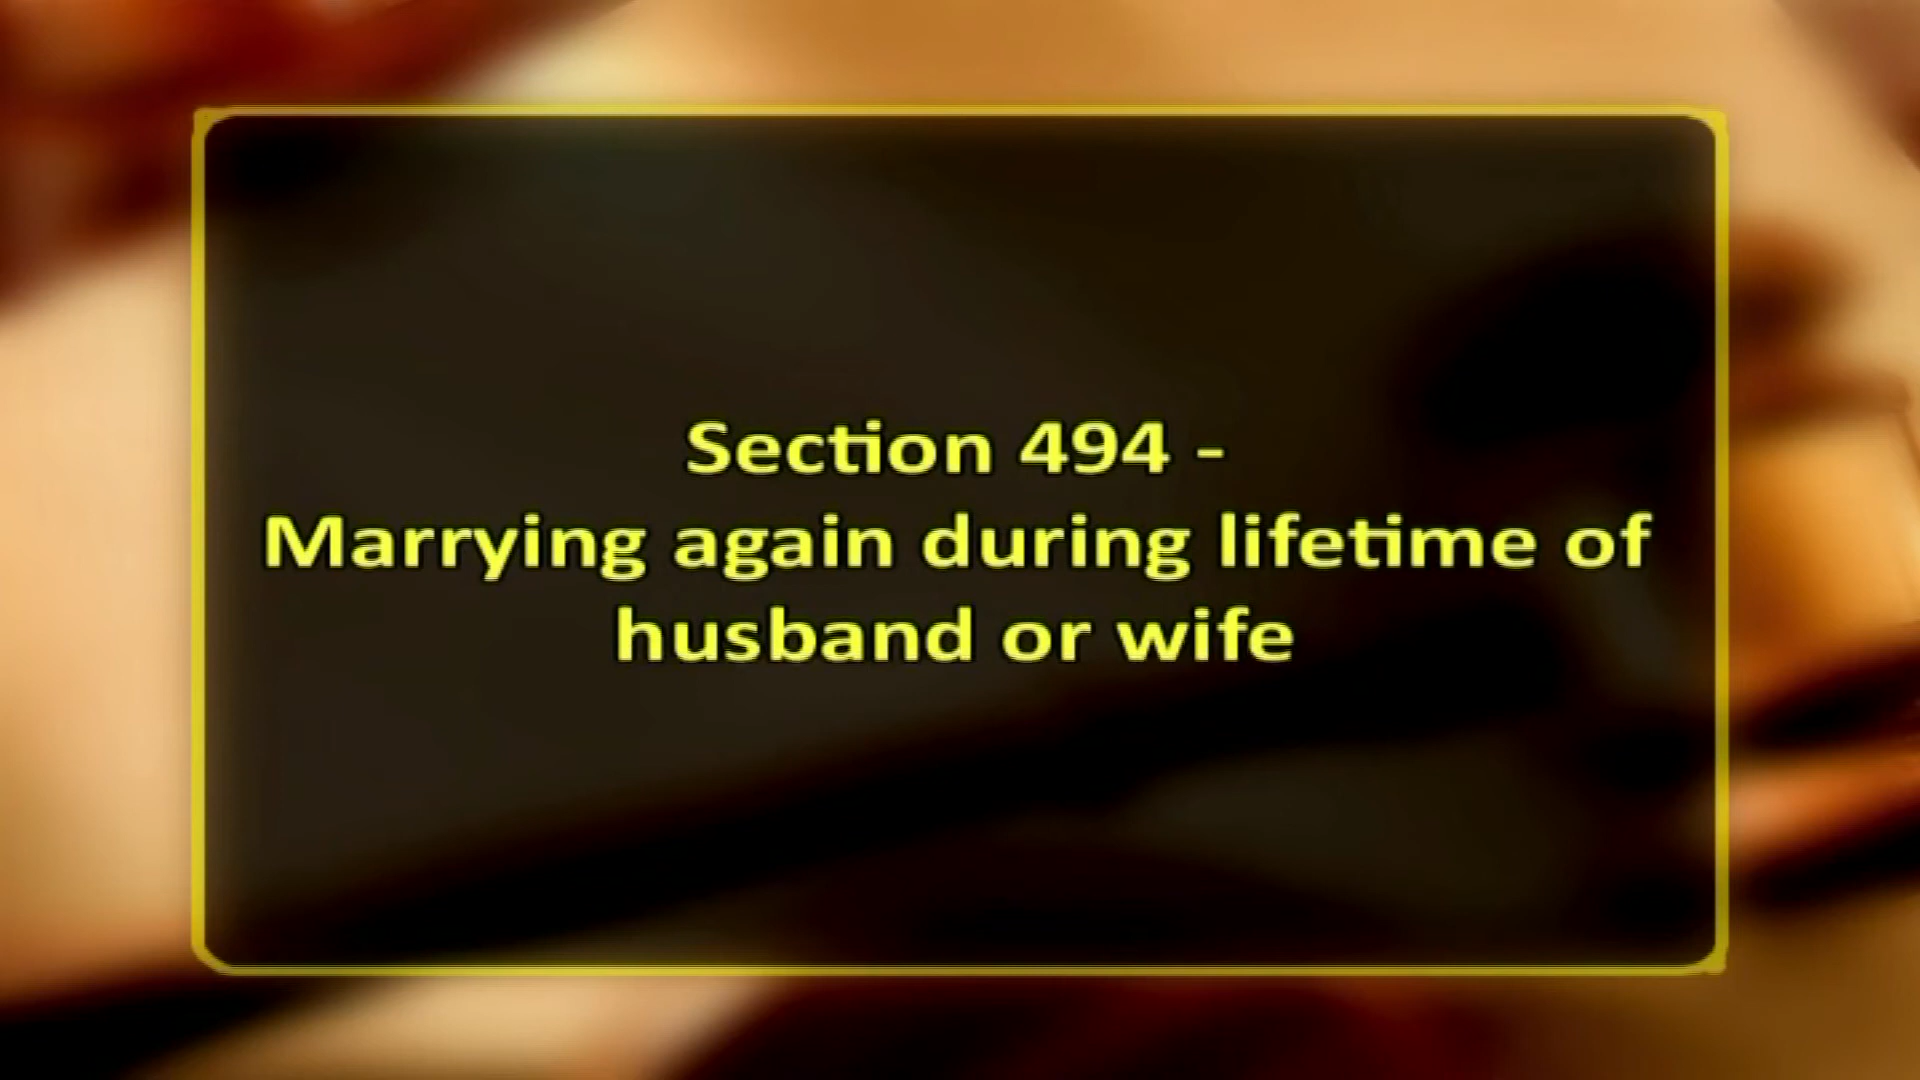 Section 494 -
Marrying again during lifetime of
husband or wife